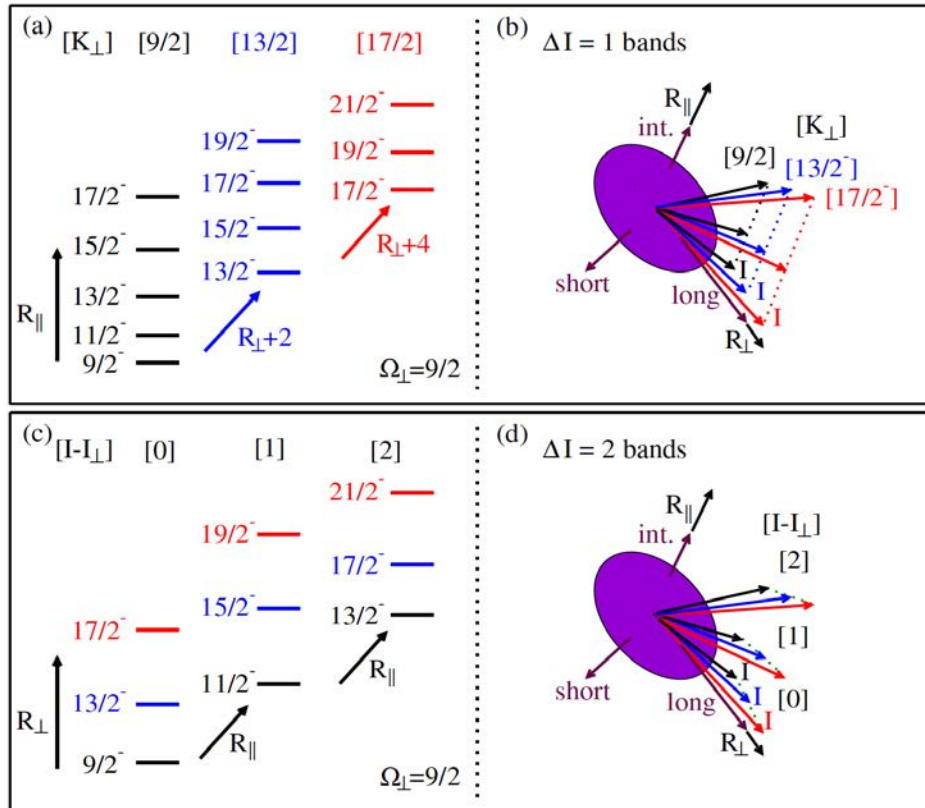 (a)
[K⊥] [9/2] [13/2] [17/2]
21/2⁻
19/2⁻ 19/2⁻
17/2⁻ 17/2⁻ 17/2⁻
15/2⁻ 15/2⁻
13/2⁻ 13/2⁻
11/2⁻
9/2⁻
R∥
R⊥+2
R⊥+4
Ω⊥=9/2
(b) ΔI = 1 bands
R∥
int.
[K⊥]
[9/2]
[13/2⁻]
[17/2⁻]
short
long
I
I
I
R⊥
(c)
[I-I⊥] [0] [1] [2]
21/2⁻
19/2⁻
17/2⁻ 17/2⁻
15/2⁻
13/2⁻ 13/2⁻
11/2⁻
9/2⁻
R⊥
R∥
R∥
Ω⊥=9/2
(d) ΔI = 2 bands
R∥
int.
[I-I⊥]
[2]
[1]
[0]
short
long
I
I
I
R⊥